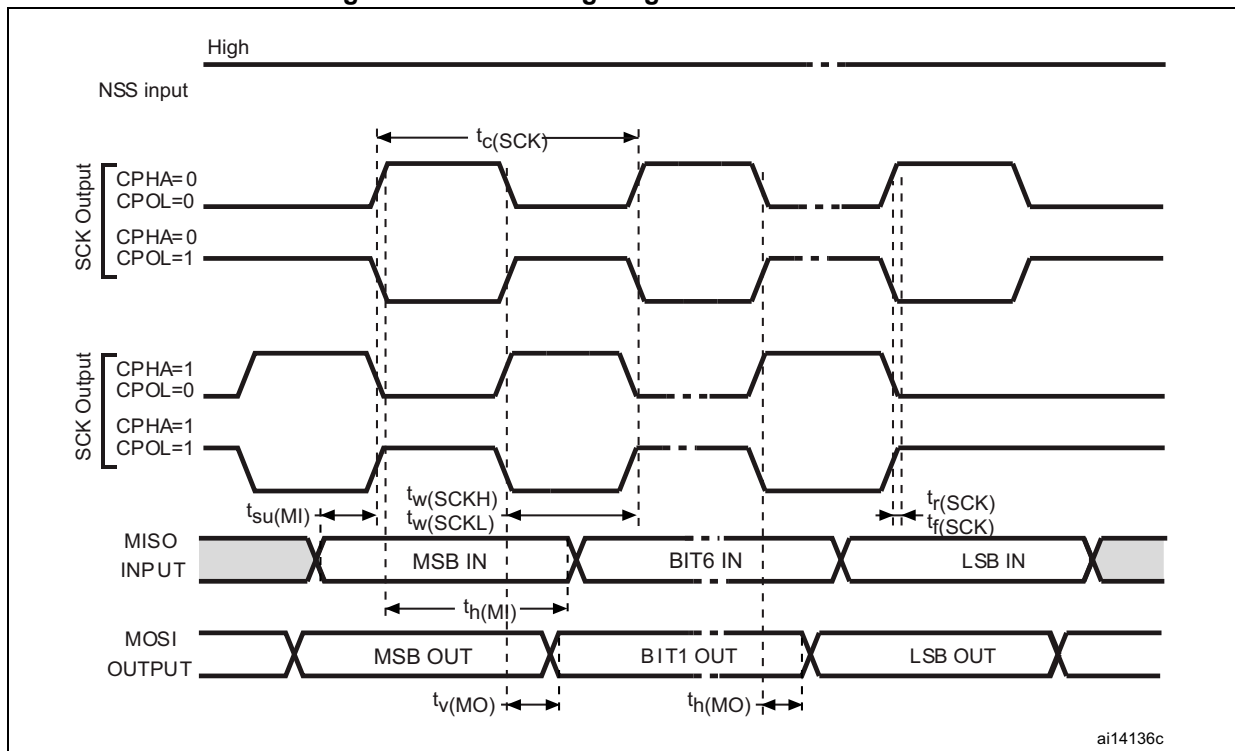 High
NSS input
tc(SCK)
SCK Output
CPHA=0
CPOL=0
CPHA=0
CPOL=1
SCK Output
CPHA=1
CPOL=0
CPHA=1
CPOL=1
tsu(MI)
tw(SCKH)
tw(SCKL)
tr(SCK)
tf(SCK)
MISO
INPUT
MSB IN
BIT6 IN
LSB IN
th(MI)
MOSI
OUTPUT
MSB OUT
BIT1 OUT
LSB OUT
tv(MO)
th(MO)
ai14136c